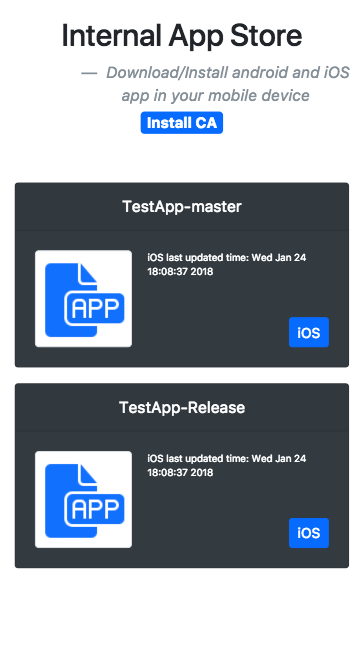 Internal App Store
— Download/Install android and iOS
app in your mobile device
Install CA
TestApp-master
APP
iOS last updated time: Wed Jan 24
18:08:37 2018
iOS
TestApp-Release
APP
iOS last updated time: Wed Jan 24
18:08:37 2018
iOS